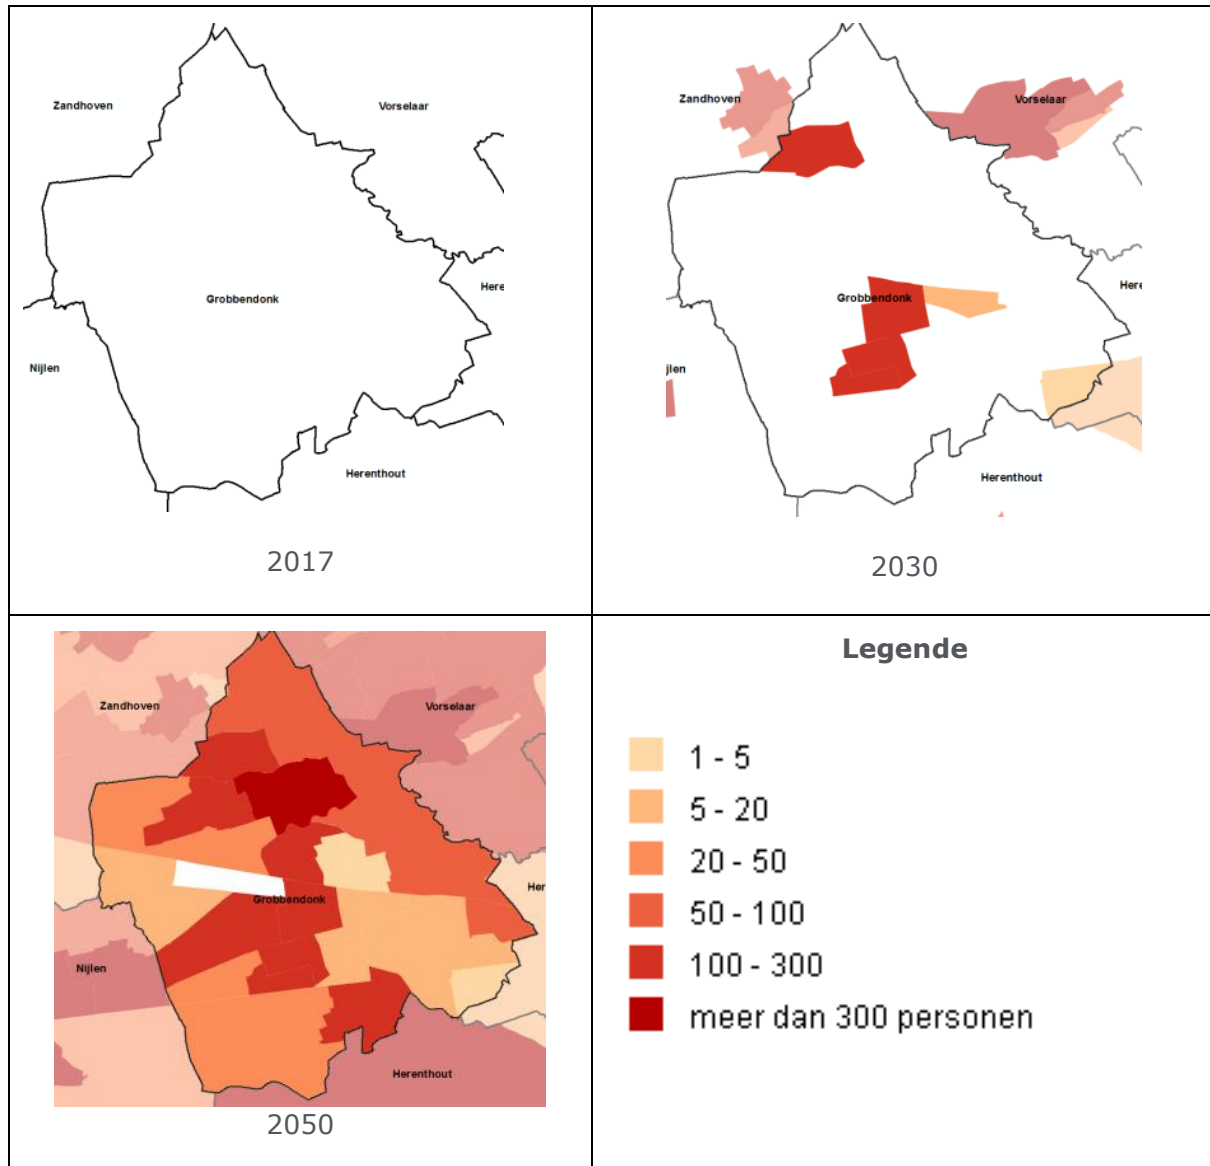 Zandhoven
Vorselaar
Grobbendonk
Here
Nijlen
Herenthout
2017
Zandhoven
Vorselaar
Grobbendonk
Here
jlen
Herenthout
2030
Zandhoven
Vorselaar
Her
Grobbendonk
Nijlen
Herenthout
2050
Legende
1 - 5
5 - 20
20 - 50
50 - 100
100 - 300
meer dan 300 personen